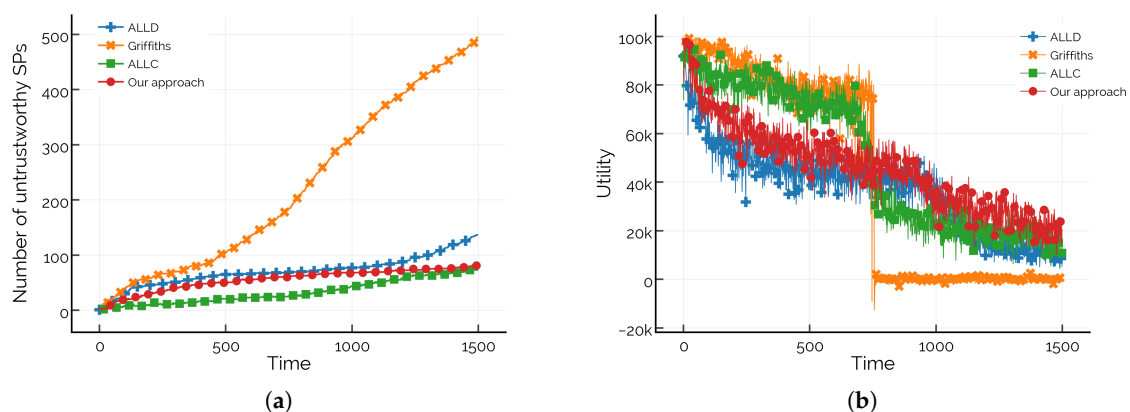 Number of untrustworthy SPs
500
400
300
200
100
0
0
500
1000
1500
Time
ALLD
Griffiths
ALLC
Our approach
(a)
Utility
100k
80k
60k
40k
20k
0
−20k
0
500
1000
1500
Time
ALLD
Griffiths
ALLC
Our approach
(b)